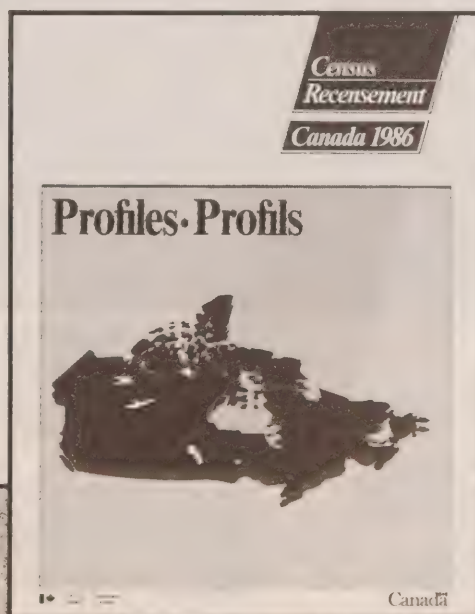 Census
Recensement
Canada 1986
Profiles • Profils
Canada